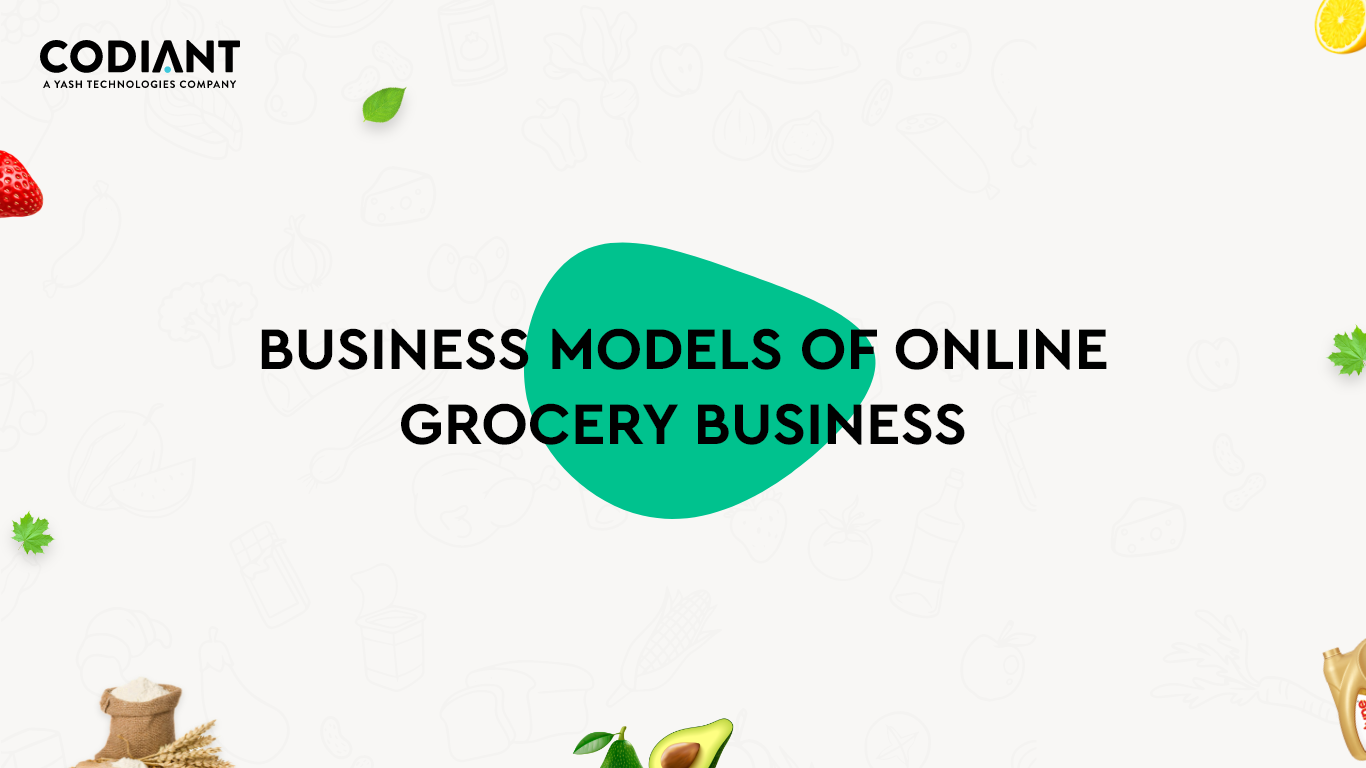 CODIANT
A YASH TECHNOLOGIES COMPANY
BUSINESS MODELS OF ONLINE
GROCERY BUSINESS